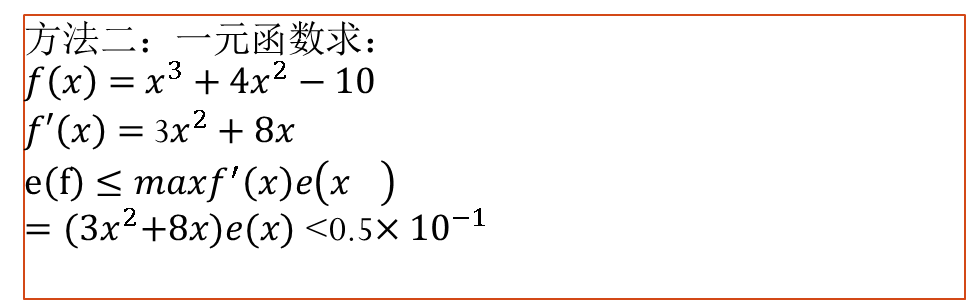 方法二：一元函数求：
f(x) = x³ + 4x² − 10
f′(x) = 3x² + 8x
e(f) ≤ maxf′(x)e(x )
= (3x²+8x)e(x) <0.5× 10⁻¹